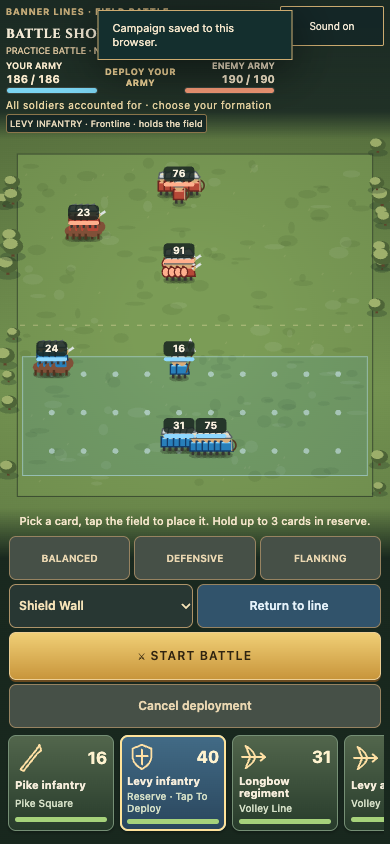 BANNER LINES · FIELD BATTLE
Campaign saved to this
browser.
Sound on
BATTLE SHO
PRACTICE BATTLE · N
YOUR ARMY
186 / 186
DEPLOY YOUR
ARMY
ENEMY ARMY
190 / 190
All soldiers accounted for · choose your formation
LEVY INFANTRY · Frontline · holds the field
76
23
91
24
16
31
75
Pick a card, tap the field to place it. Hold up to 3 cards in reserve.
BALANCED
DEFENSIVE
FLANKING
Shield Wall
Return to line
⚔ START BATTLE
Cancel deployment
16
Pike infantry
Pike Square
40
Levy infantry
Reserve · Tap To
Deploy
31
Longbow
regiment
Volley Line
Levy a
Volley